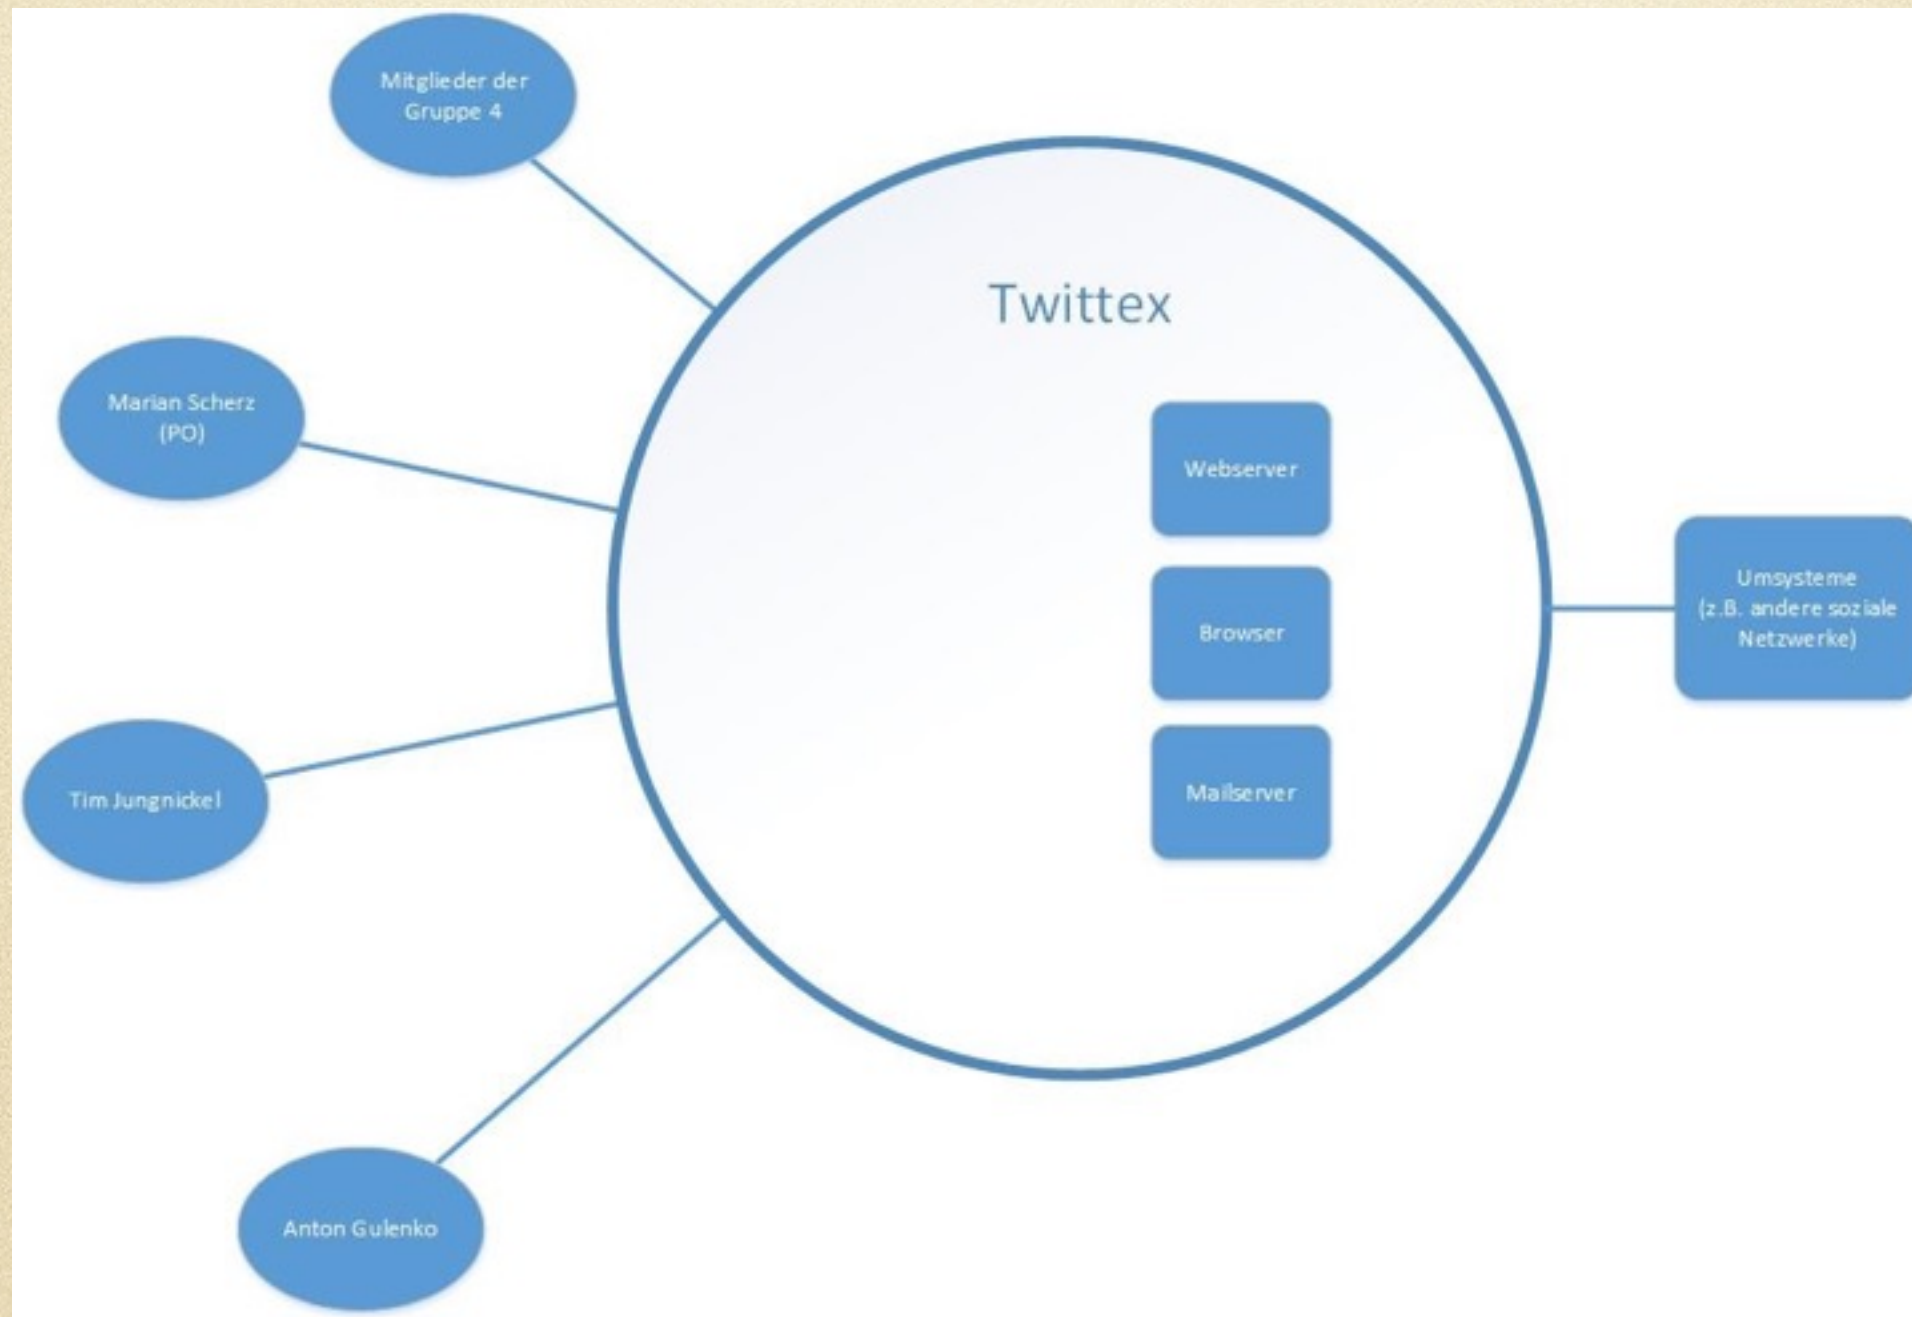 Mitglieder der
Gruppe 4
Twittex
Marian Scherz
(PO)
Webserver
Umsysteme
(z.B. andere soziale
Netzwerke)
Browser
Tim Jungnickel
Mailserver
Anton Gulenko